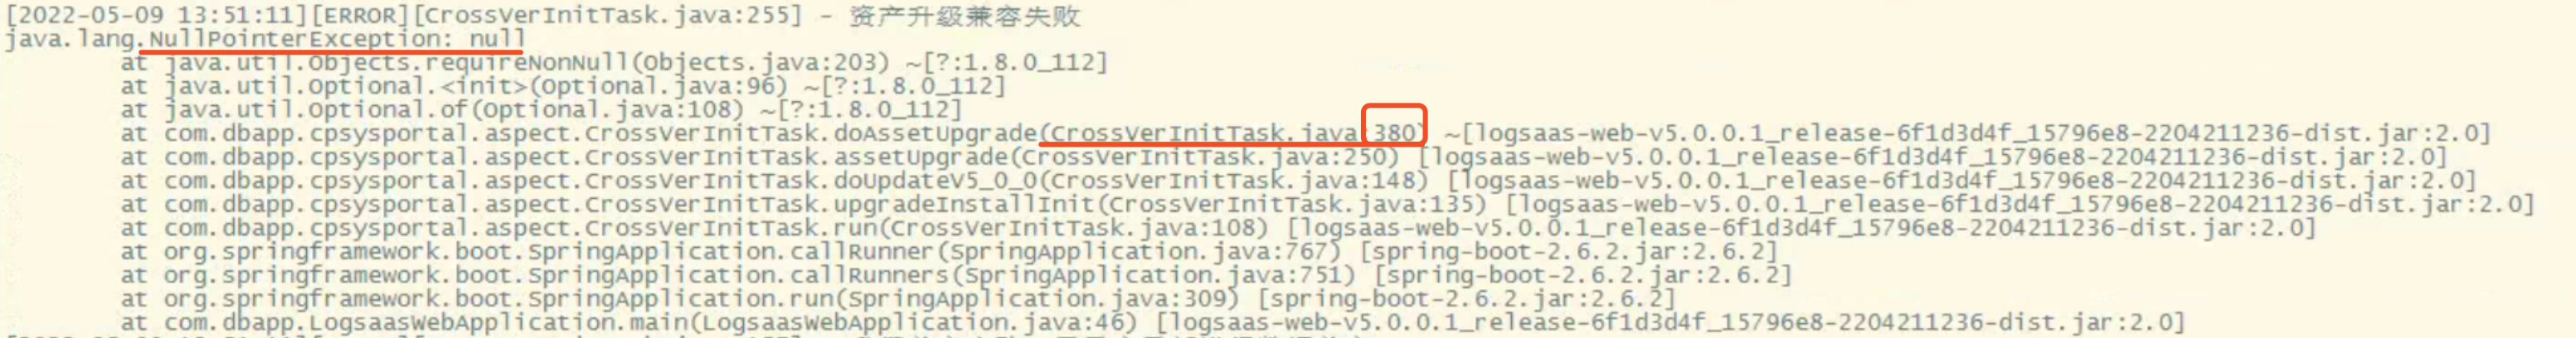 [2022-05-09 13:51:11][ERROR][CrossVerInitTask.java:255] - 资产升级兼容失败
java.lang.NullPointerException: null
at java.util.Objects.requireNonNull(Objects.java:203) ~[?:1.8.0_112]
at java.util.Optional.<init>(Optional.java:96) ~[?:1.8.0_112]
at java.util.Optional.of(Optional.java:108) ~[?:1.8.0_112]
at com.dbapp.cpsysportal.aspect.CrossVerInitTask.doAssetUpgrade(CrossVerInitTask.java:380) ~[logsaas-web-v5.0.0.1_release-6f1d3d4f_15796e8-2204211236-dist.jar:2.0]
at com.dbapp.cpsysportal.aspect.CrossVerInitTask.assetUpgrade(CrossVerInitTask.java:250) [logsaas-web-v5.0.0.1_release-6f1d3d4f_15796e8-2204211236-dist.jar:2.0]
at com.dbapp.cpsysportal.aspect.CrossVerInitTask.doUpdateV5_0_0(CrossVerInitTask.java:148) [logsaas-web-v5.0.0.1_release-6f1d3d4f_15796e8-2204211236-dist.jar:2.0]
at com.dbapp.cpsysportal.aspect.CrossVerInitTask.upgradeInstallInit(CrossVerInitTask.java:135) [logsaas-web-v5.0.0.1_release-6f1d3d4f_15796e8-2204211236-dist.jar:2.0]
at com.dbapp.cpsysportal.aspect.CrossVerInitTask.run(CrossVerInitTask.java:108) [logsaas-web-v5.0.0.1_release-6f1d3d4f_15796e8-2204211236-dist.jar:2.0]
at org.springframework.boot.SpringApplication.callRunner(SpringApplication.java:767) [spring-boot-2.6.2.jar:2.6.2]
at org.springframework.boot.SpringApplication.callRunners(SpringApplication.java:751) [spring-boot-2.6.2.jar:2.6.2]
at org.springframework.boot.SpringApplication.run(SpringApplication.java:309) [spring-boot-2.6.2.jar:2.6.2]
at com.dbapp.LogsaasWebApplication.main(LogsaasWebApplication.java:46) [logsaas-web-v5.0.0.1_release-6f1d3d4f_15796e8-2204211236-dist.jar:2.0]